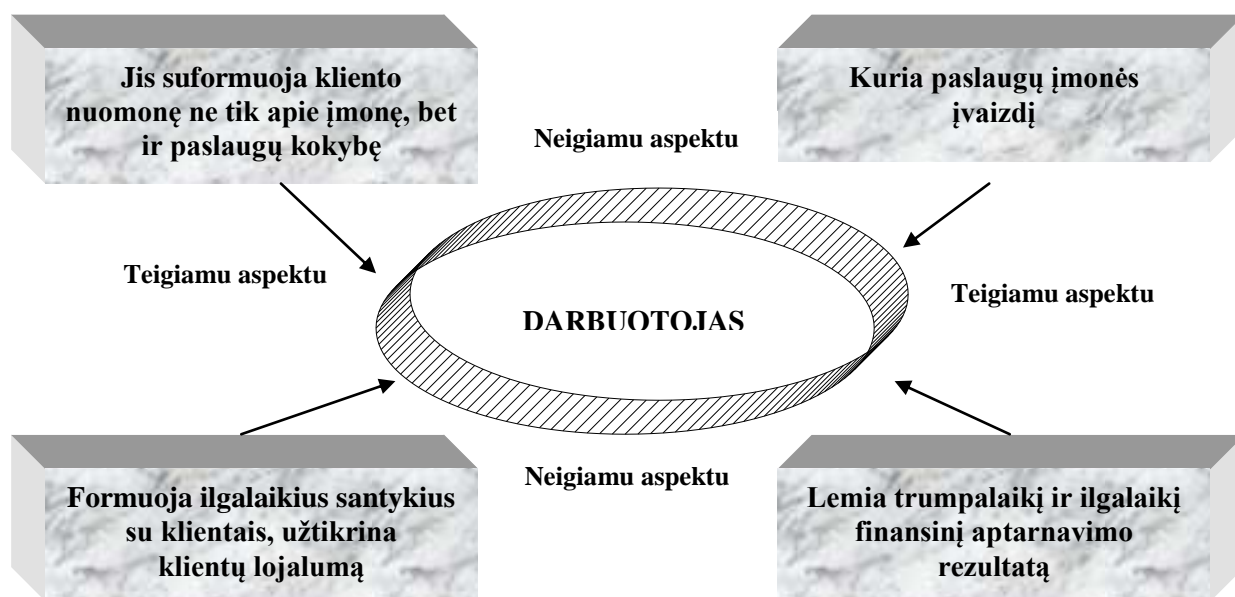 Jis suformuoja kliento
nuomonę ne tik apie įmonę, bet
ir paslaugų kokybę
Kuria paslaugų įmonės
įvaizdį
Neigiamu aspektu
Teigiamu aspektu
Teigiamu aspektu
DARBUOTOJAS
Neigiamu aspektu
Formuoja ilgalaikius santykius
su klientais, užtikrina
klientų lojalumą
Lemia trumpalaikį ir ilgalaikį
finansinį aptarnavimo
rezultatą